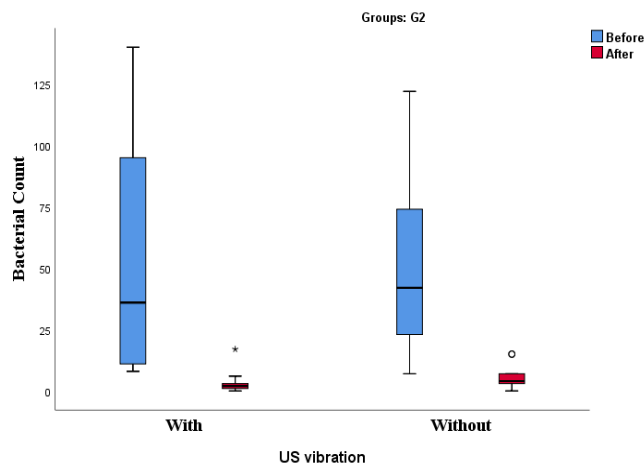 Groups: G2
Before
After
Bacterial Count
125
100
75
50
25
0
With
Without
US vibration